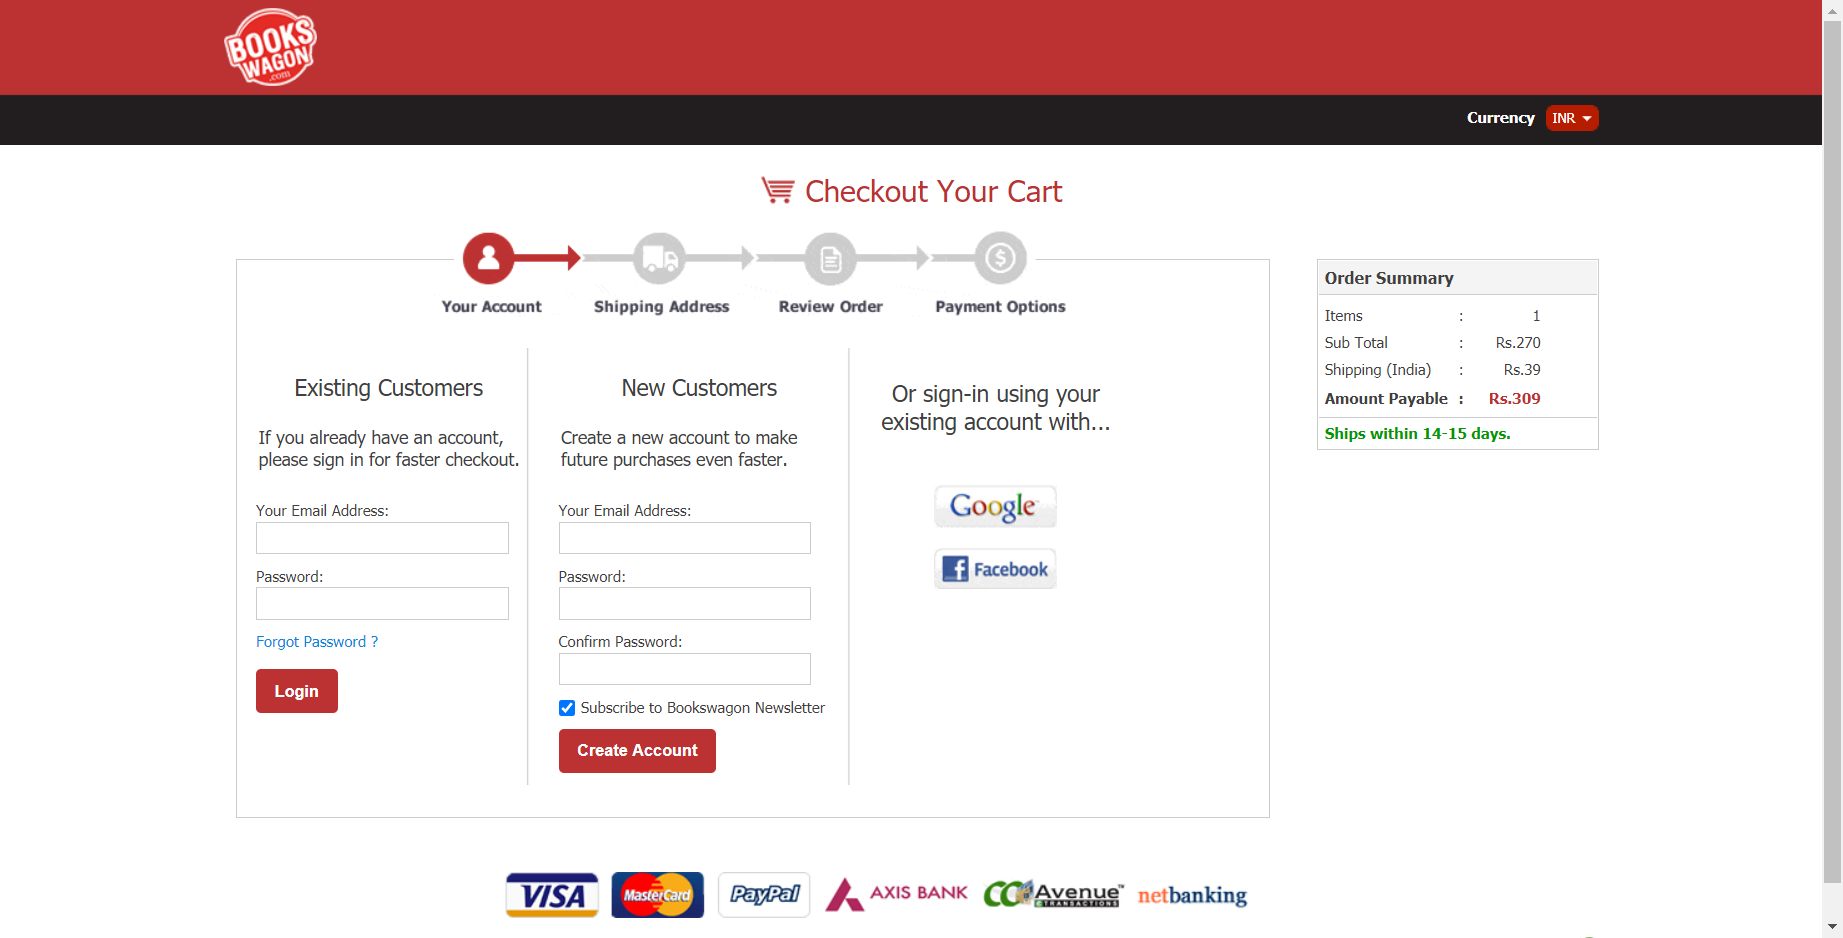 BOOKS
WAGON
.com
Currency INR
Checkout Your Cart
Your Account
Shipping Address
Review Order
Payment Options
Existing Customers
If you already have an account,
please sign in for faster checkout.
Your Email Address:
Password:
Forgot Password ?
Login
New Customers
Create a new account to make
future purchases even faster.
Your Email Address:
Password:
Confirm Password:
Subscribe to Bookswagon Newsletter
Create Account
Or sign-in using your
existing account with...
Google
Facebook
Order Summary
Items : 1
Sub Total : Rs.270
Shipping (India) : Rs.39
Amount Payable : Rs.309
Ships within 14-15 days.
VISA
MasterCard
PayPal
AXIS BANK
CCAvenue™
e TRANSACTIONS
netbanking